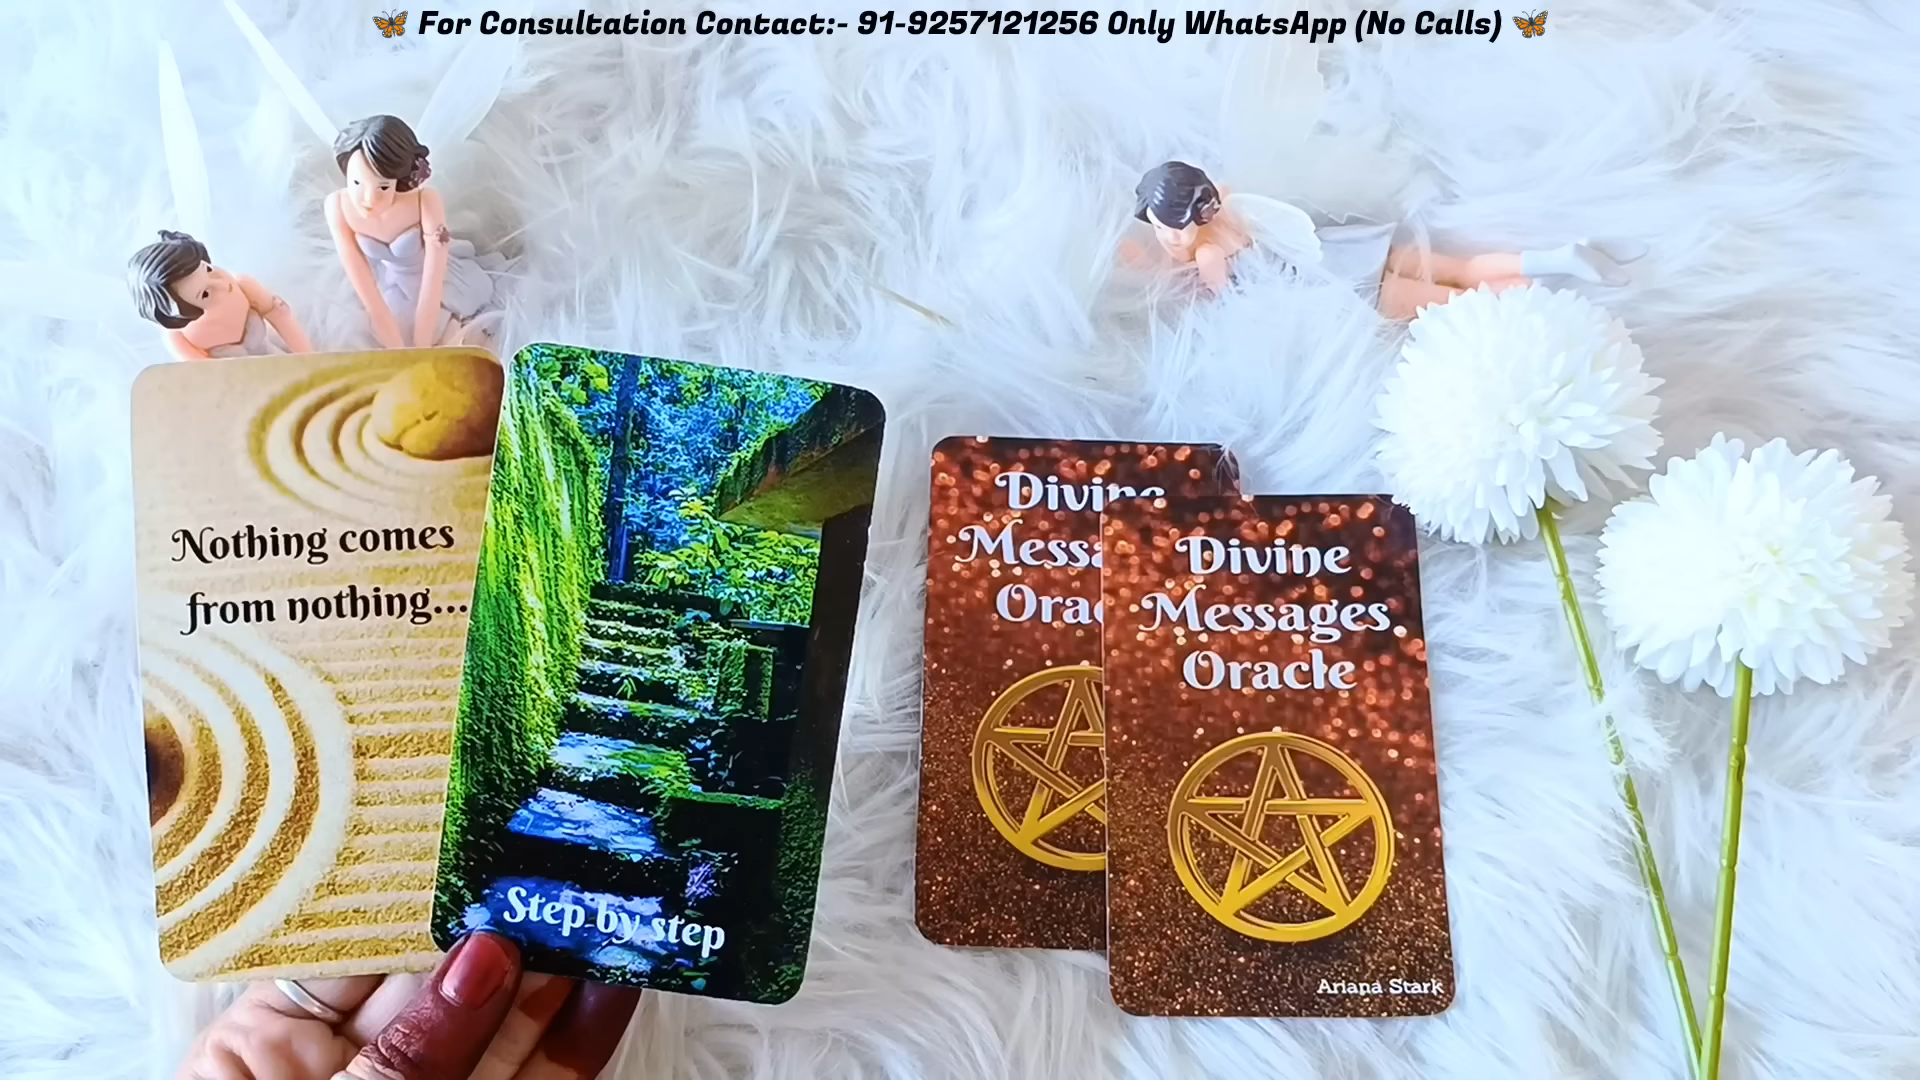 🦋 For Consultation Contact:- 91-9257121256 Only WhatsApp (No Calls) 🦋
Nothing comes
from nothing...
Step by step
Divine
Messages
Oracle
Ariana Stark